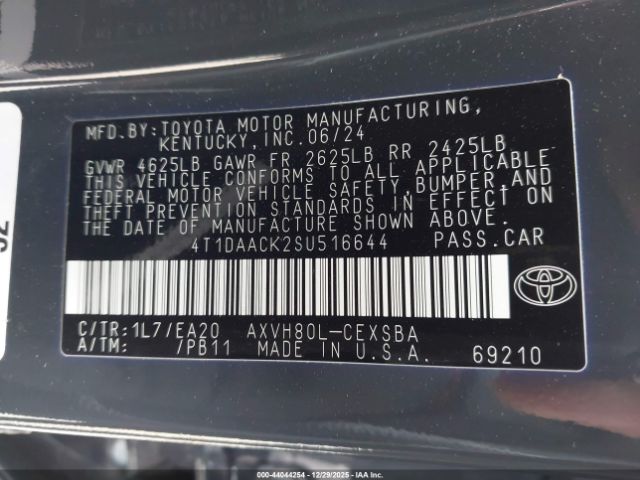 MFD.BY:TOYOTA MOTOR MANUFACTURING,
KENTUCKY,INC.06/24
GVWR 4625LB GAWR FR 2625LB RR 2425LB
THIS VEHICLE CONFORMS TO ALL APPLICABLE
FEDERAL MOTOR VEHICLE SAFETY,BUMPER,AND
THEFT PREVENTION STANDARDS IN EFFECT ON
THE DATE OF MANUFACTURE SHOWN ABOVE.
4T1DAACK2SU516644 PASS.CAR
C/TR:1L7/EA20 AXVH80L-CEXSBA
A/TM: /PB11 MADE IN U.S.A. 69210
000-44044254 - 12/29/2025 - IAA Inc.